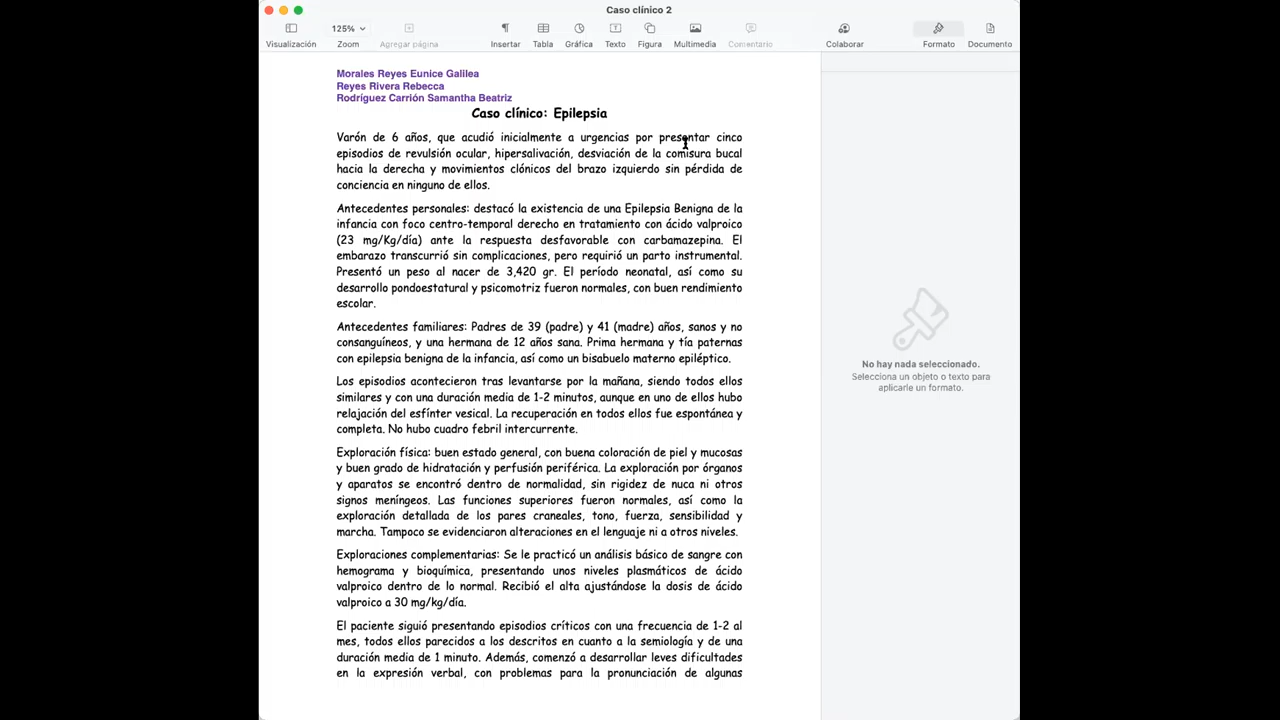 Caso clínico 2
125%
Visualización Zoom Agregar página Insertar Tabla Gráfica Texto Figura Multimedia Comentario Colaborar Formato Documento
Morales Reyes Eunice Galilea
Reyes Rivera Rebecca
Rodríguez Carrión Samantha Beatriz
Caso clínico: Epilepsia
Varón de 6 años, que acudió inicialmente a urgencias por presentar cinco
episodios de revulsión ocular, hipersalivación, desviación de la comisura bucal
hacia la derecha y movimientos clónicos del brazo izquierdo sin pérdida de
conciencia en ninguno de ellos.
Antecedentes personales: destacó la existencia de una Epilepsia Benigna de la
infancia con foco centro-temporal derecho en tratamiento con ácido valproico
(23 mg/Kg/día) ante la respuesta desfavorable con carbamazepina. El
embarazo transcurrió sin complicaciones, pero requirió un parto instrumental.
Presentó un peso al nacer de 3,420 gr. El período neonatal, así como su
desarrollo pondoestatural y psicomotriz fueron normales, con buen rendimiento
escolar.
Antecedentes familiares: Padres de 39 (padre) y 41 (madre) años, sanos y no
consanguíneos, y una hermana de 12 años sana. Prima hermana y tía paternas
con epilepsia benigna de la infancia, así como un bisabuelo materno epiléptico.
Los episodios acontecieron tras levantarse por la mañana, siendo todos ellos
similares y con una duración media de 1-2 minutos, aunque en uno de ellos hubo
relajación del esfínter vesical. La recuperación en todos ellos fue espontánea y
completa. No hubo cuadro febril intercurrente.
Exploración física: buen estado general, con buena coloración de piel y mucosas
y buen grado de hidratación y perfusión periférica. La exploración por órganos
y aparatos se encontró dentro de normalidad, sin rigidez de nuca ni otros
signos meníngeos. Las funciones superiores fueron normales, así como la
exploración detallada de los pares craneales, tono, fuerza, sensibilidad y
marcha. Tampoco se evidenciaron alteraciones en el lenguaje ni a otros niveles.
Exploraciones complementarias: Se le practicó un análisis básico de sangre con
hemograma y bioquímica, presentando unos niveles plasmáticos de ácido
valproico dentro de lo normal. Recibió el alta ajustándose la dosis de ácido
valproico a 30 mg/kg/día.
El paciente siguió presentando episodios críticos con una frecuencia de 1-2 al
mes, todos ellos parecidos a los descritos en cuanto a la semiología y de una
duración media de 1 minuto. Además, comenzó a desarrollar leves dificultades
en la expresión verbal, con problemas para la pronunciación de algunas
No hay nada seleccionado.
Selecciona un objeto o texto para
aplicarle un formato.